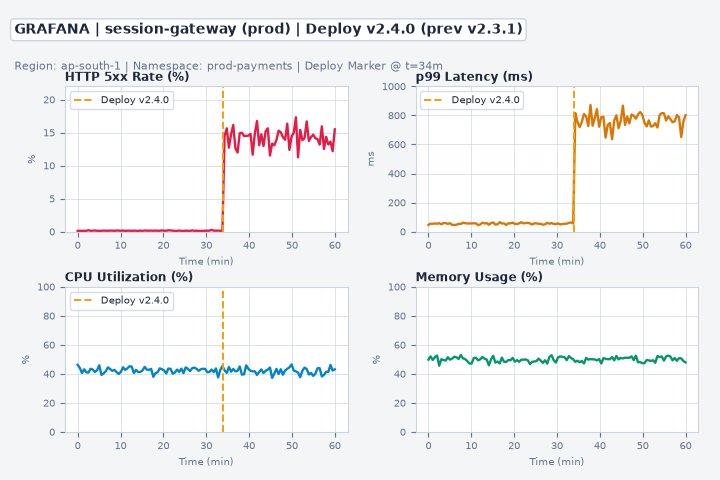 GRAFANA | session-gateway (prod) | Deploy v2.4.0 (prev v2.3.1)
Region: ap-south-1 | Namespace: prod-payments | Deploy Marker @ t=34m
HTTP 5xx Rate (%)
Deploy v2.4.0
%
20
15
10
5
0
0 10 20 30 40 50 60
Time (min)
p99 Latency (ms)
Deploy v2.4.0
ms
1000
800
600
400
200
0
0 10 20 30 40 50 60
Time (min)
CPU Utilization (%)
Deploy v2.4.0
%
100
80
60
40
20
0
0 10 20 30 40 50 60
Time (min)
Memory Usage (%)
%
100
80
60
40
20
0
0 10 20 30 40 50 60
Time (min)